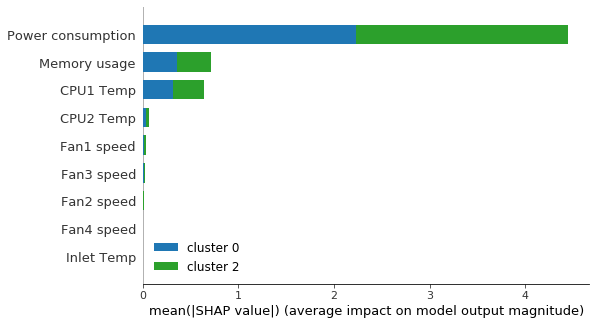 Power consumption
Memory usage
CPU1 Temp
CPU2 Temp
Fan1 speed
Fan3 speed
Fan2 speed
Fan4 speed
Inlet Temp
cluster 0
cluster 2
0 1 2 3 4
mean(|SHAP value|) (average impact on model output magnitude)